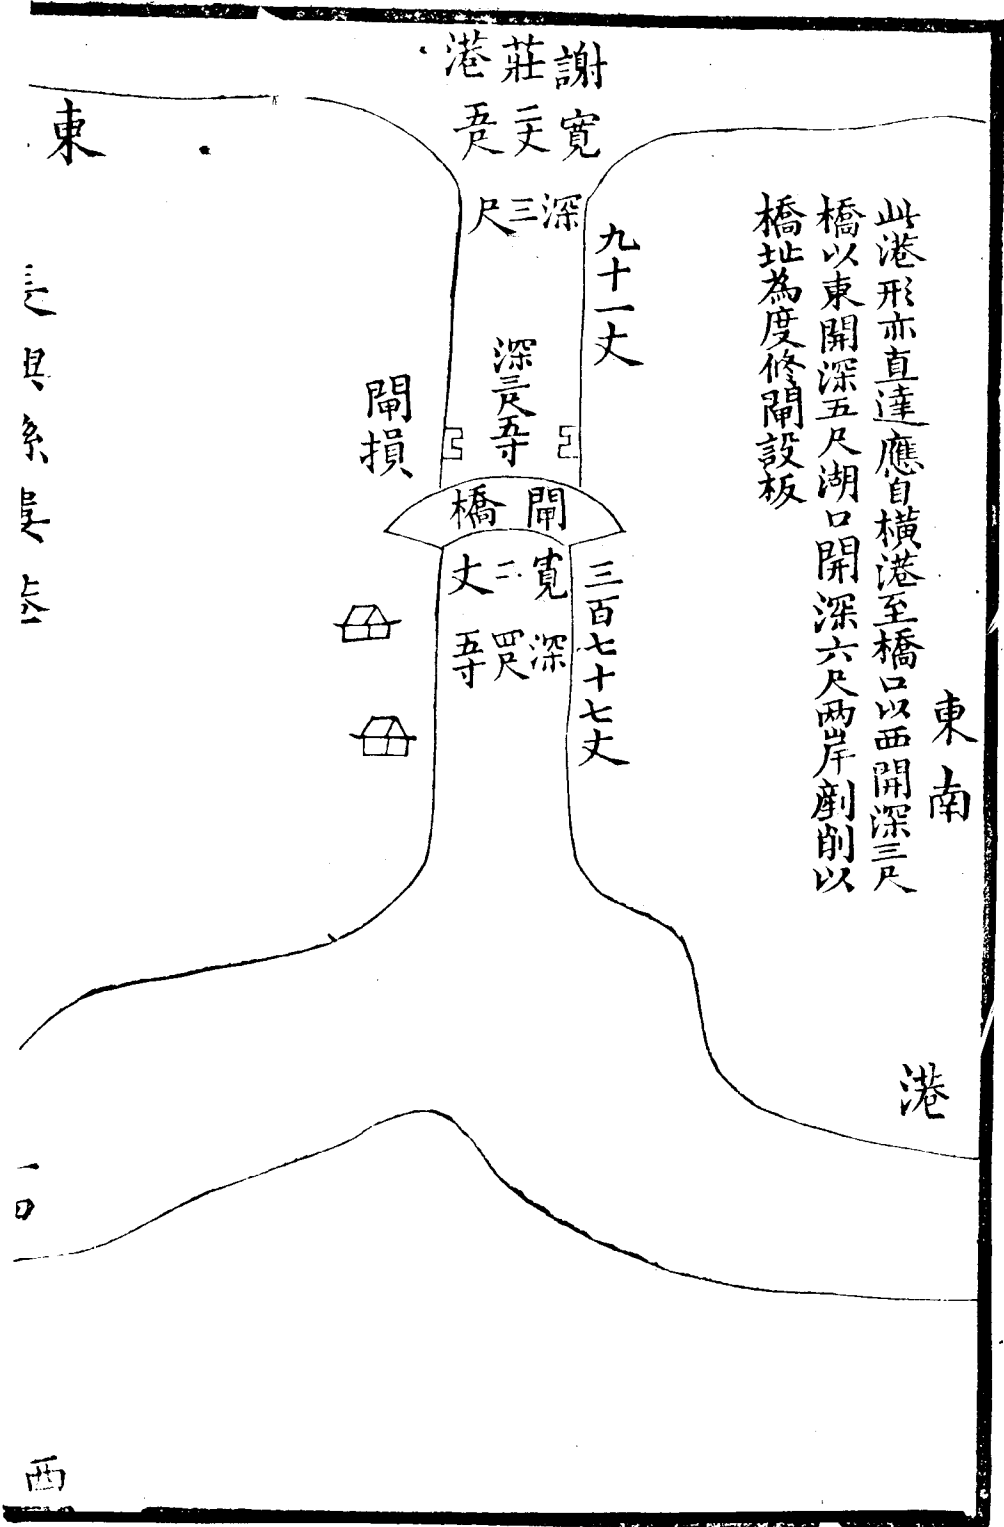 謝莊港
寬二丈五尺
深三尺
九十一丈
深三尺五寸
閘橋
閘損
寬二丈
深四尺五寸
三百七十七丈
此港形亦直達應自橫港至橋口以西開深三尺
橋以東開深五尺湖口開深六尺两岸剷削以
橋址為度修閘設板
東南
港
東
西